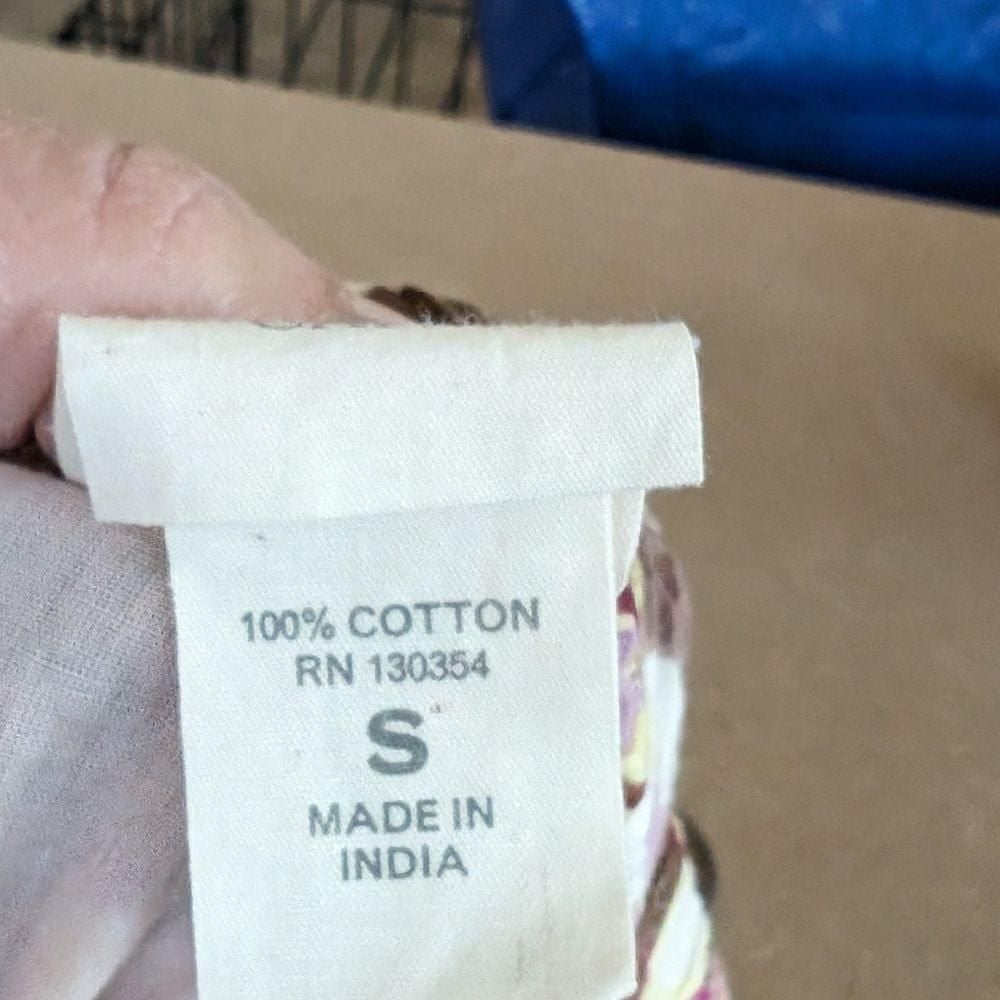 100% COTTON
RN 130354
S
MADE IN
INDIA